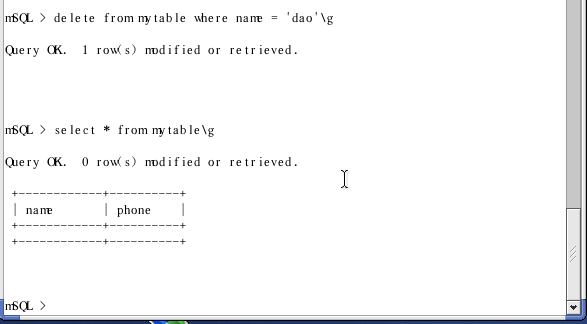 mSQL > delete from mytable where name = 'dao'\g
Query OK. 1 row(s) modified or retrieved.
mSQL > select * from mytable\g
Query OK. 0 row(s) modified or retrieved.
+------------+----------+
| name | phone |
+------------+----------+
+------------+----------+
mSQL >